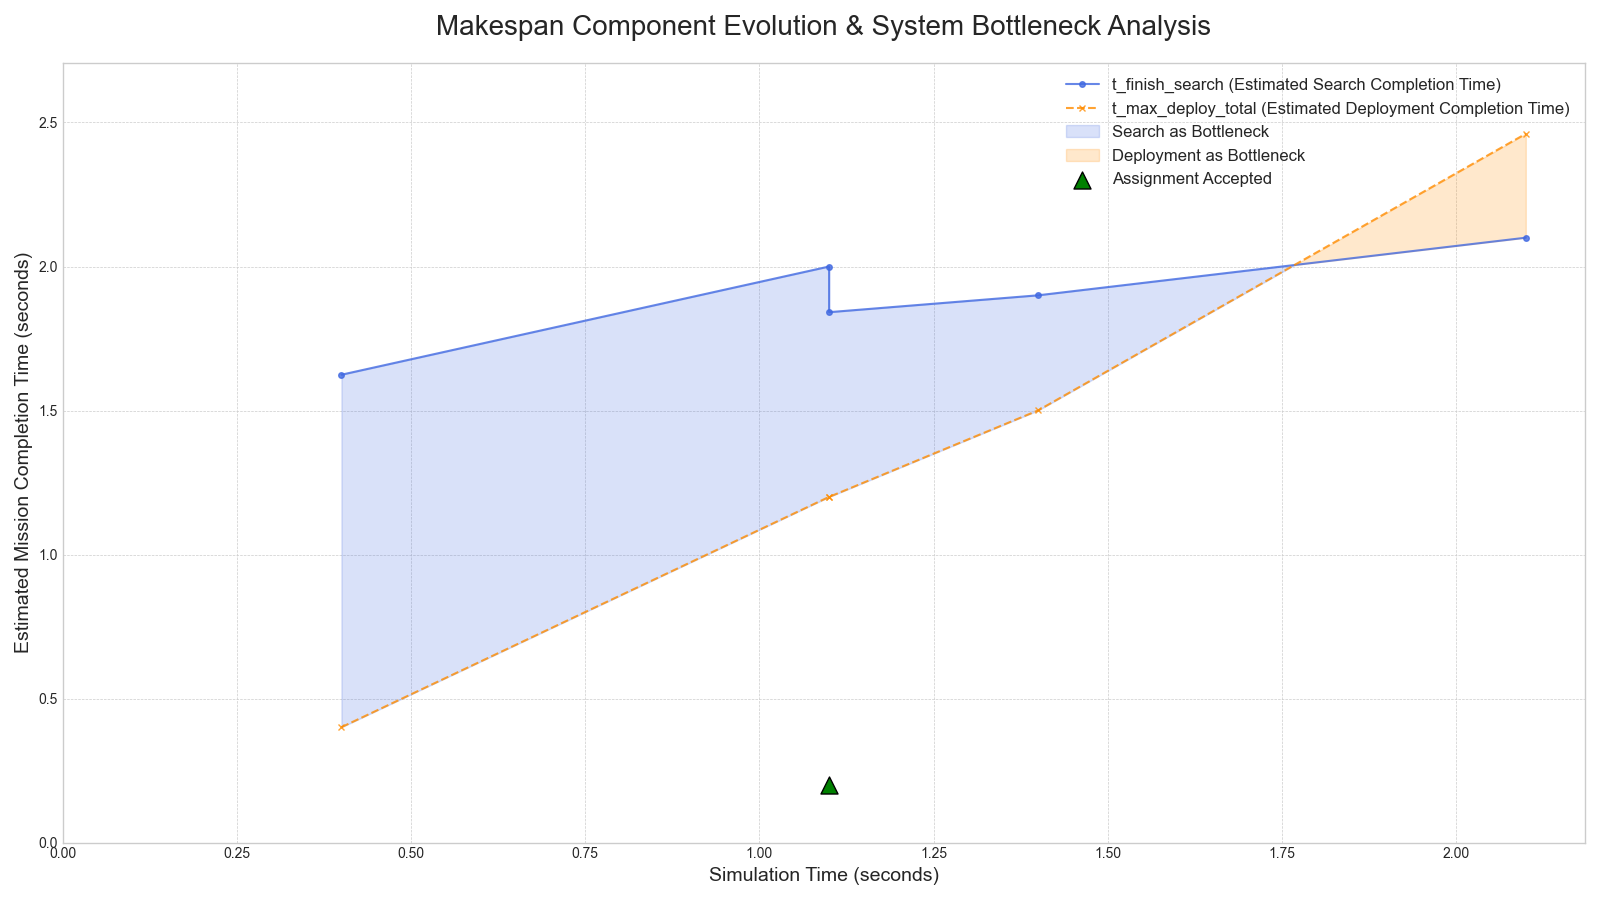 Makespan Component Evolution & System Bottleneck Analysis
t_finish_search (Estimated Search Completion Time)
t_max_deploy_total (Estimated Deployment Completion Time)
Search as Bottleneck
Deployment as Bottleneck
Assignment Accepted
Estimated Mission Completion Time (seconds)
2.5
2.0
1.5
1.0
0.5
0.0
0.00 0.25 0.50 0.75 1.00 1.25 1.50 1.75 2.00
Simulation Time (seconds)